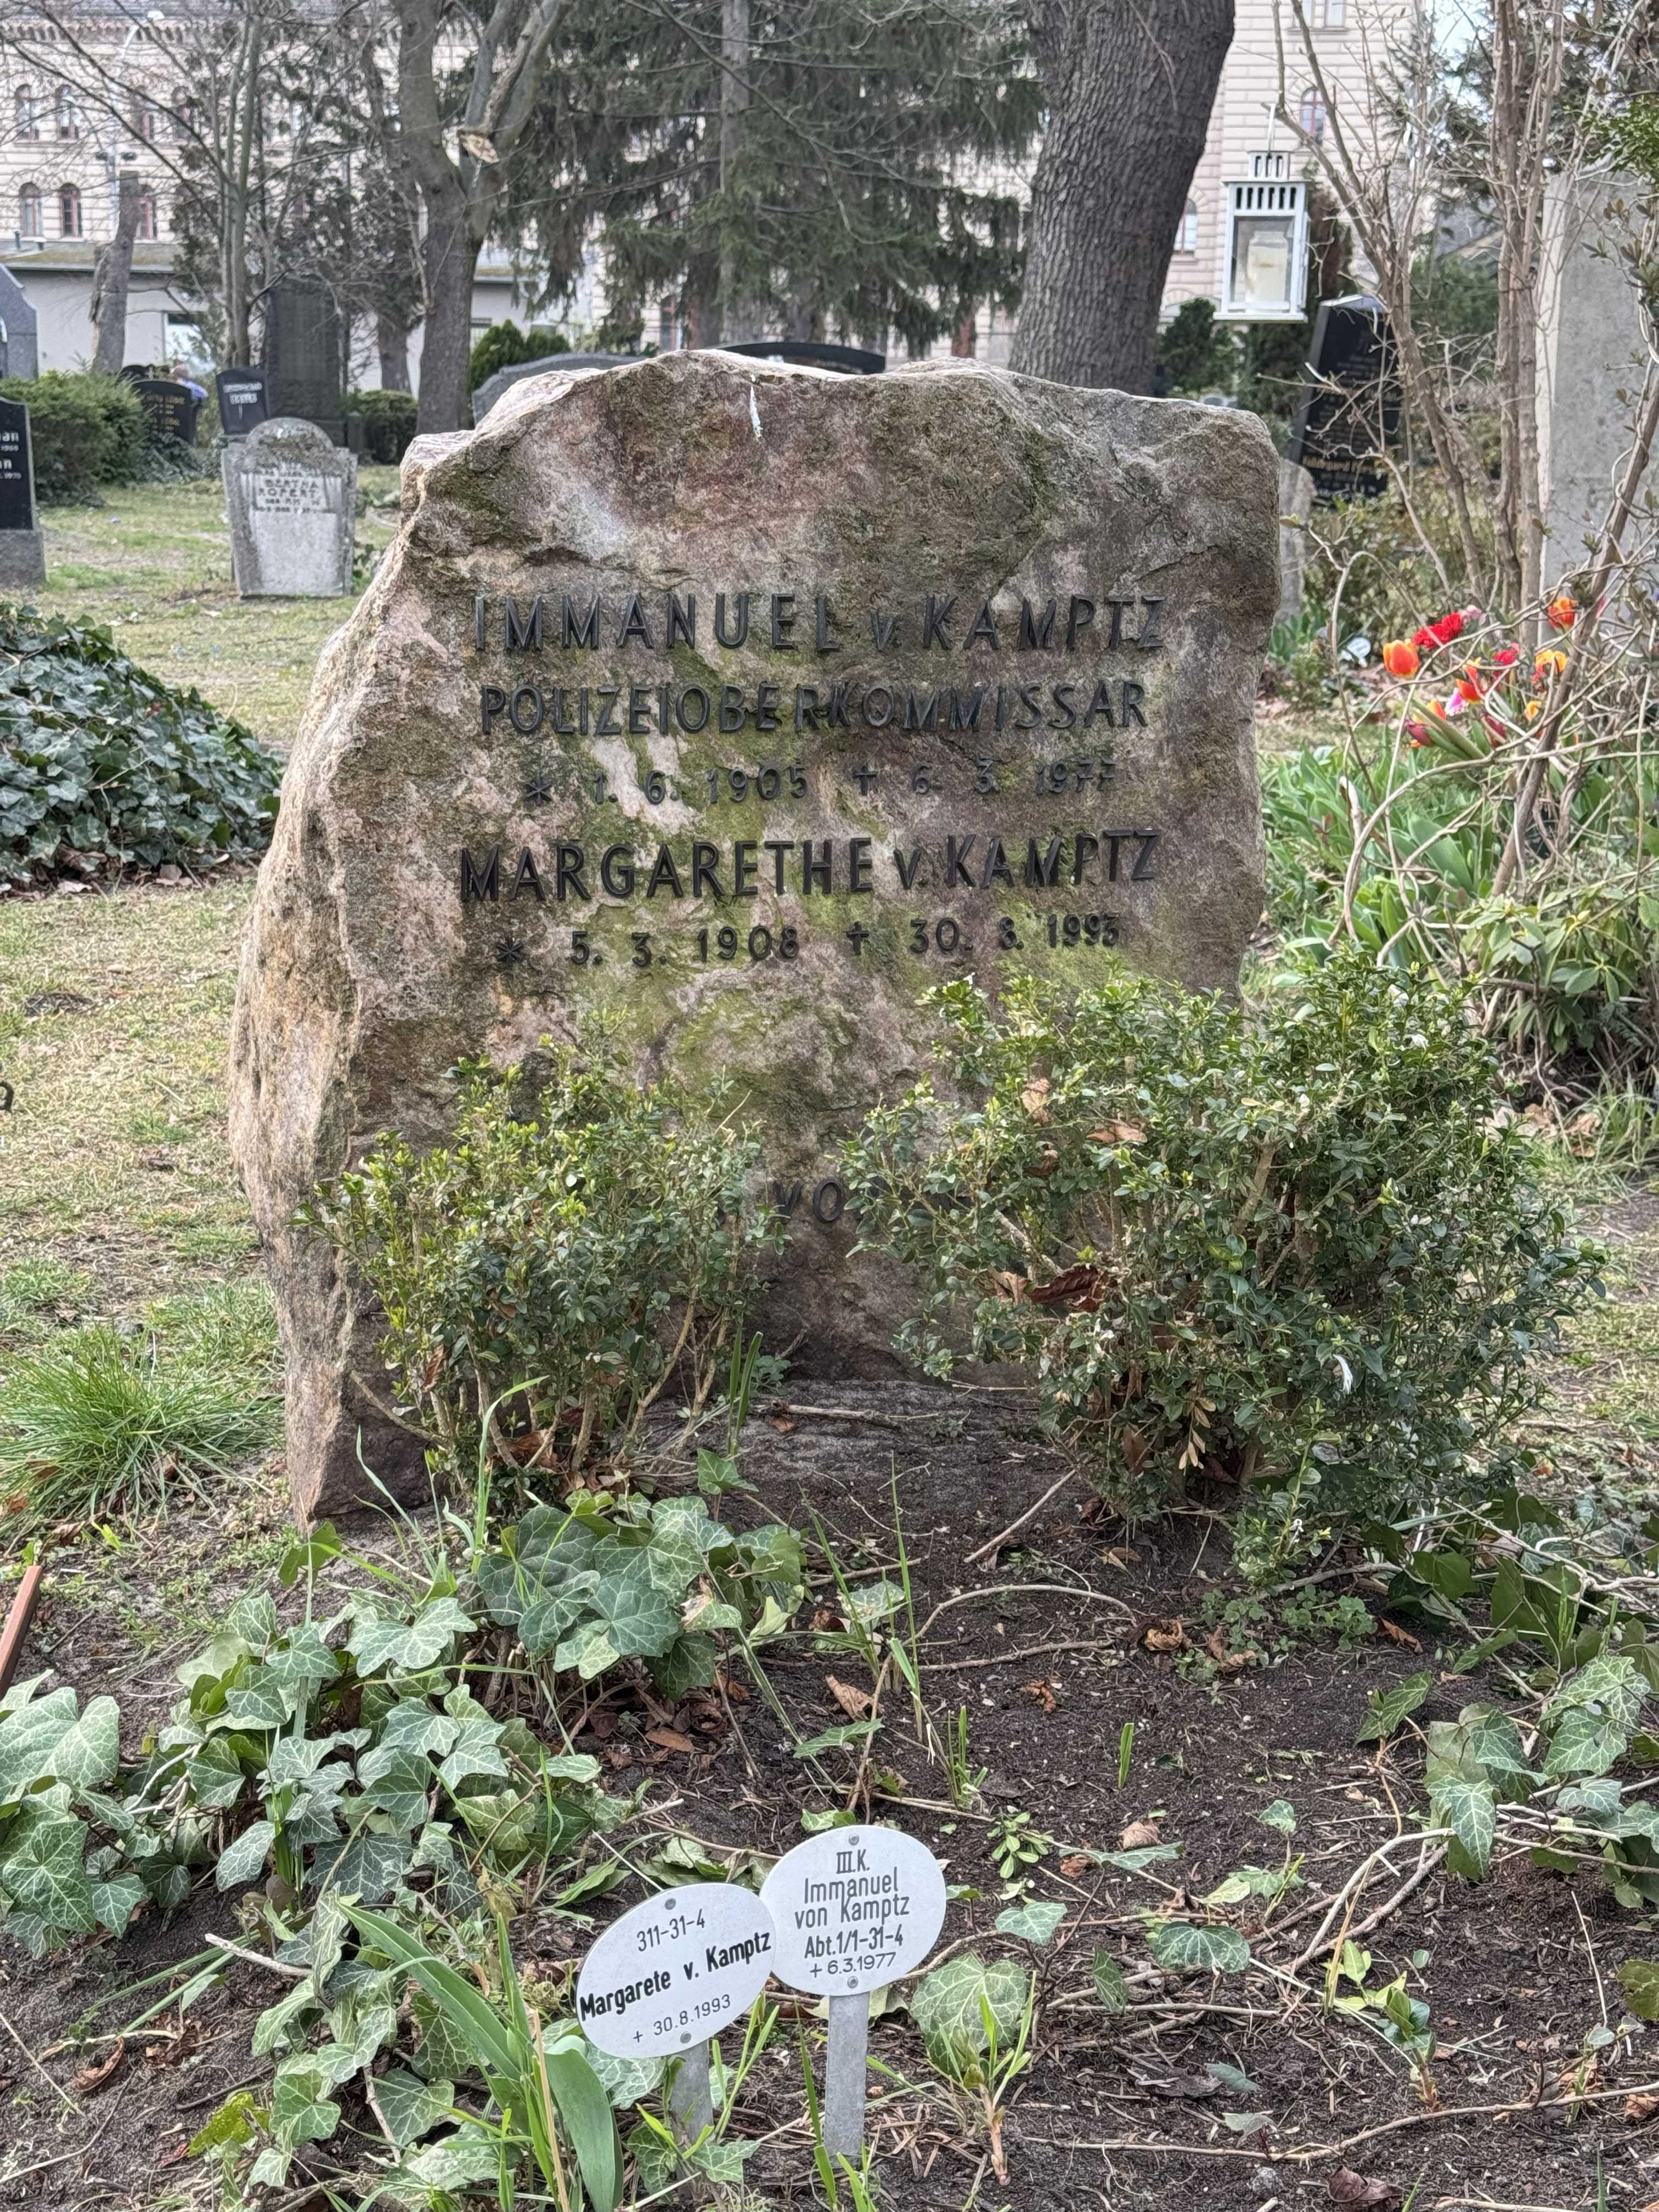 IMMANUEL v. KAMPTZ
POLIZEIOBERKOMMISSAR
* 1. 6. 1905 † 6. 3. 1977
MARGARETHE v. KAMPTZ
* 5. 3. 1908 † 30. 8. 1993
311-31-4
Margarete v. Kamptz
+ 30.8.1993
III.K.
Immanuel
von Kamptz
Abt.1/1-31-4
+ 6.3.1977
BERTHA